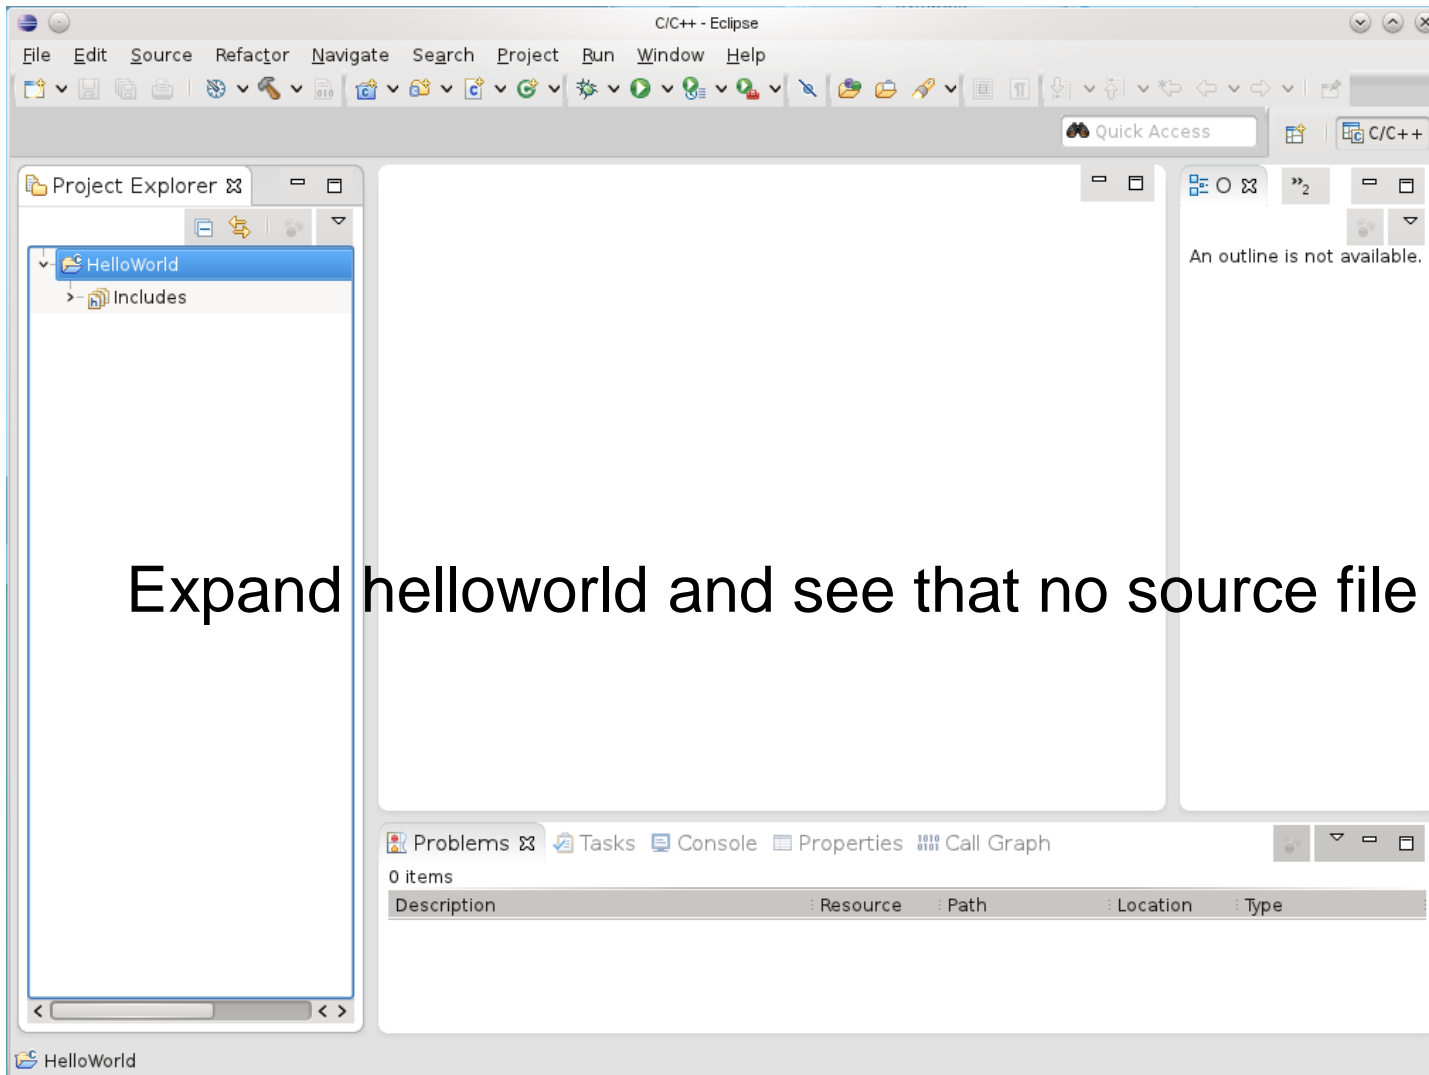 C/C++ - Eclipse
File Edit Source Refactor Navigate Search Project Run Window Help
Quick Access
C/C++
Project Explorer
O
»2
An outline is not available.
HelloWorld
Includes
Expand helloworld and see that no source file
Problems Tasks Console Properties Call Graph
0 items
Description Resource Path Location Type
HelloWorld